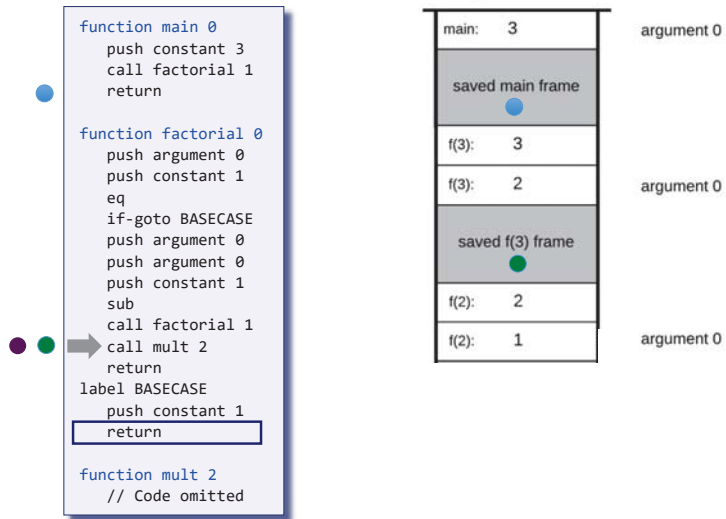 function main 0
push constant 3
call factorial 1
return
function factorial 0
push argument 0
push constant 1
eq
if-goto BASECASE
push argument 0
push argument 0
push constant 1
sub
call factorial 1
call mult 2
return
label BASECASE
push constant 1
return
function mult 2
// Code omitted
main: 3 argument 0
saved main frame
f(3): 3
f(3): 2 argument 0
saved f(3) frame
f(2): 2
f(2): 1 argument 0